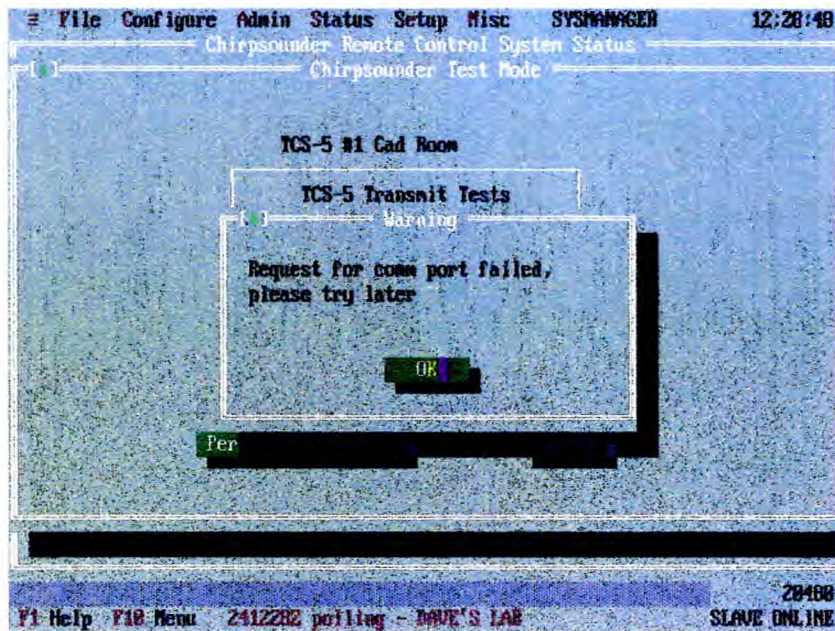 ≡ File Configure Admin Status Setup Misc SYSMANAGER 12:28:48
Chirpsounder Remote Control System Status
Chirpsounder Test Mode
TCS-5 #1 Cad Room
TCS-5 Transmit Tests
Warning
Request for comm port failed,
please try later
OK
Per
20480
F1 Help F10 Menu 2412282 polling - DAVE'S LAB SLAVE ONLINE